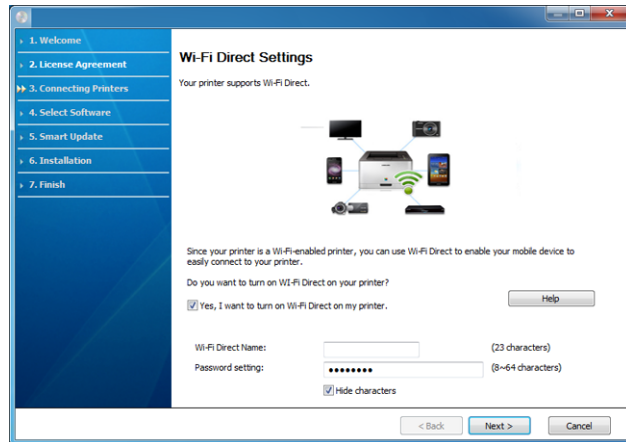 1. Welcome
2. License Agreement
3. Connecting Printers
4. Select Software
5. Smart Update
6. Installation
7. Finish
Wi-Fi Direct Settings
Your printer supports Wi-Fi Direct.
Since your printer is a Wi-Fi-enabled printer, you can use Wi-Fi Direct to enable your mobile device to
easily connect to your printer.
Do you want to turn on WI-Fi Direct on your printer?
Yes, I want to turn on Wi-Fi Direct on my printer.
Help
Wi-Fi Direct Name: (23 characters)
Password setting: ●●●●●●●● (8~64 characters)
Hide characters
< Back Next > Cancel